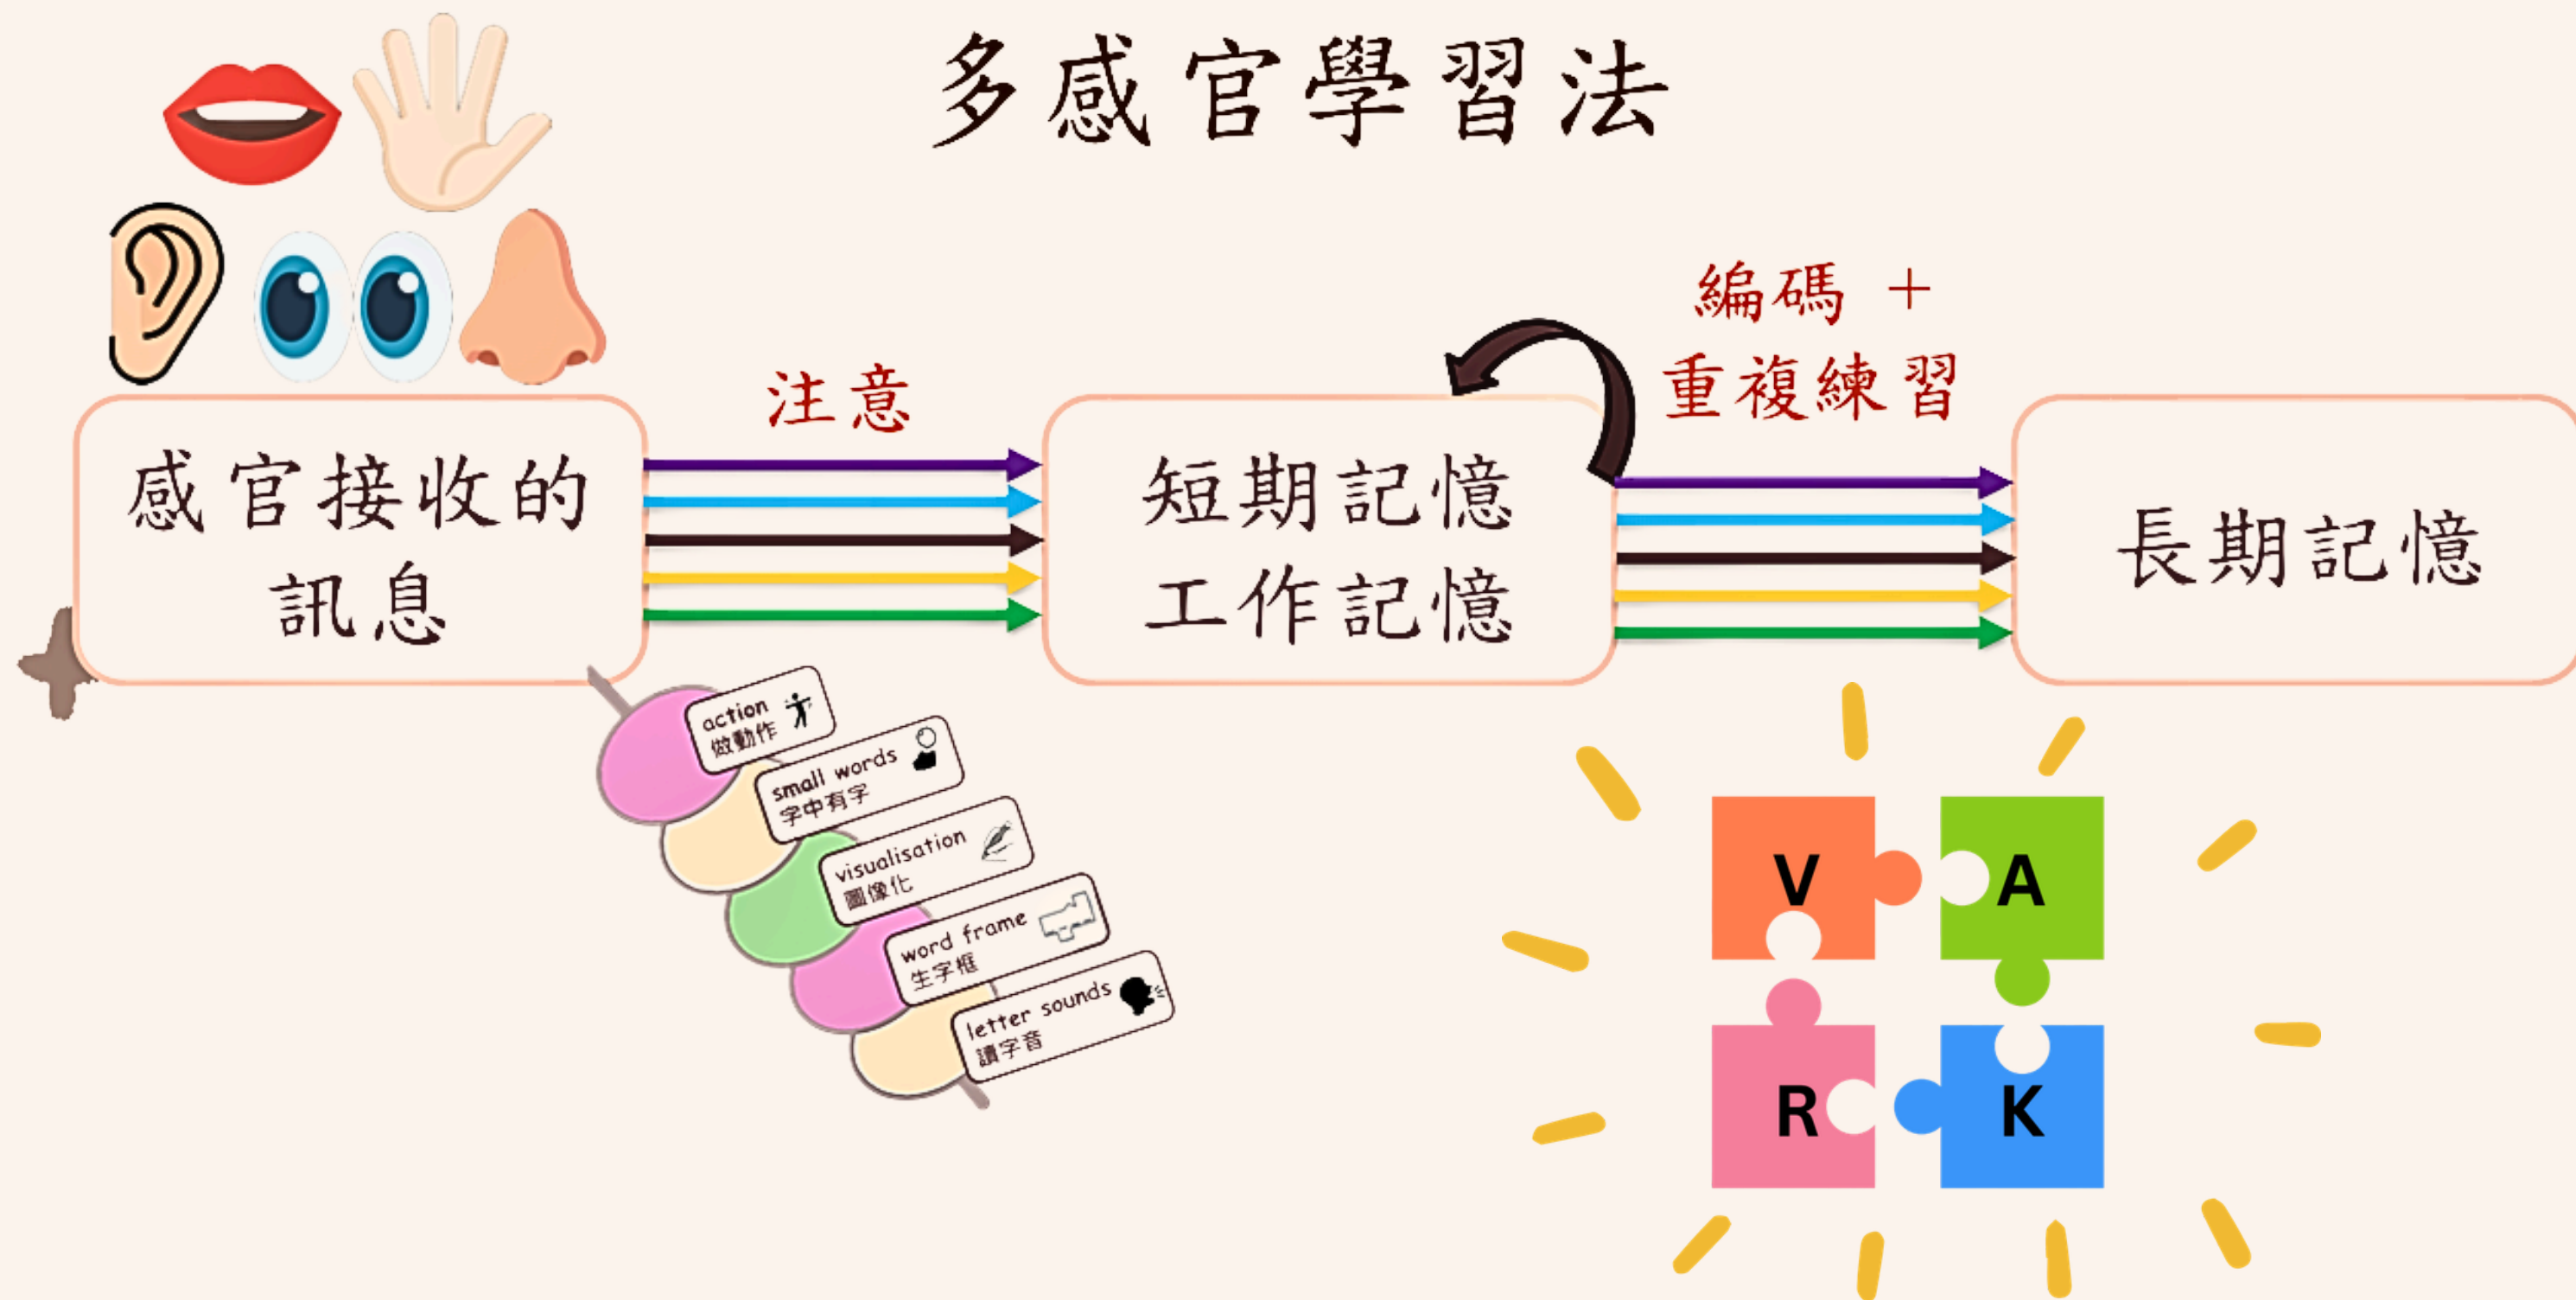 多感官學習法
感官接收的
訊息
注意
短期記憶
工作記憶
編碼 +
重複練習
長期記憶
action
做動作
small words
字中有字
visualisation
圖像化
word frame
生字框
letter sounds
讀字音
V
A
R
K